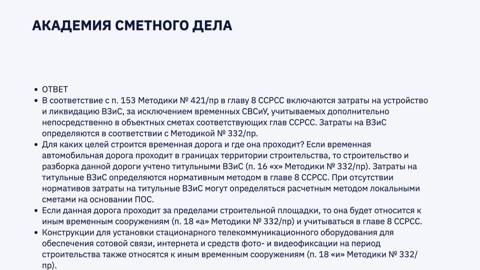 АКАДЕМИЯ СМЕТНОГО ДЕЛА
• ОТВЕТ
• В соответствие с п. 153 Методики № 421/пр в главу 8 ССРСС включаются затраты на устройство
и ликвидацию ВЗиС, за исключением временных СВСиУ, учитываемых дополнительно
непосредственно в объектных сметах соответствующих глав ССРСС. Затраты на ВЗиС
определяются в соответствии с Методикой № 332/пр.
• Для каких целей строится временная дорога и где она проходит? Если временная
автомобильная дорога проходит в границах территории строительства, то строительство и
разборка данной дороги учтено титульными ВЗиС (п. 16 «х» Методики № 332/пр). Затраты на
титульные ВЗиС определяются нормативным методом в главе 8 ССРСС. При отсутствии
нормативов затраты на титульные ВЗиС могут определяться расчетным методом локальными
сметами на основании ПОС.
• Если данная дорога проходит за пределами строительной площадки, то она будет относится к
иным временным сооружениям (п. 18 «а» Методики № 332/пр) и учитываться в главе 8 ССРСС.
• Конструкции для установки стационарного телекоммуникационного оборудования для
обеспечения сотовой связи, интернета и средств фото- и видеофиксации на период
строительства также относятся к иным временным сооружениям (п. 18 «и» Методики № 332/
пр).